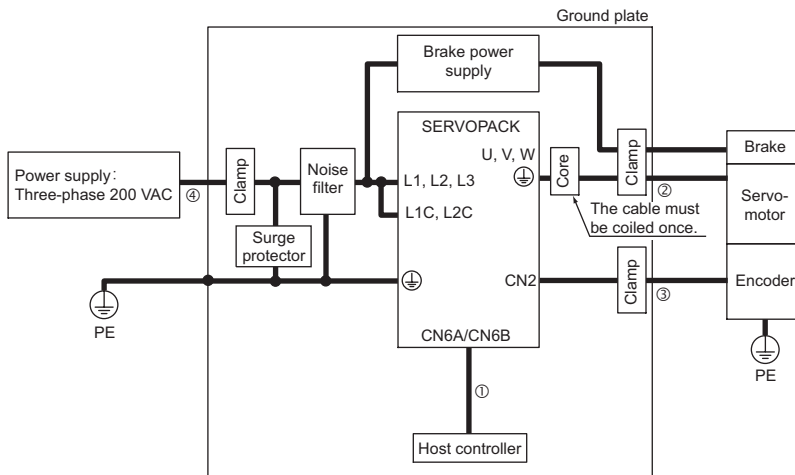 Ground plate
Brake power
supply
SERVOPACK
U, V, W
Core
Clamp
②
Brake
Power supply:
Three-phase 200 VAC
④
Clamp
Noise
filter
L1, L2, L3
L1C, L2C
The cable must
be coiled once.
Servo-
motor
Surge
protector
PE
CN2
Clamp
③
Encoder
PE
CN6A/CN6B
①
Host controller